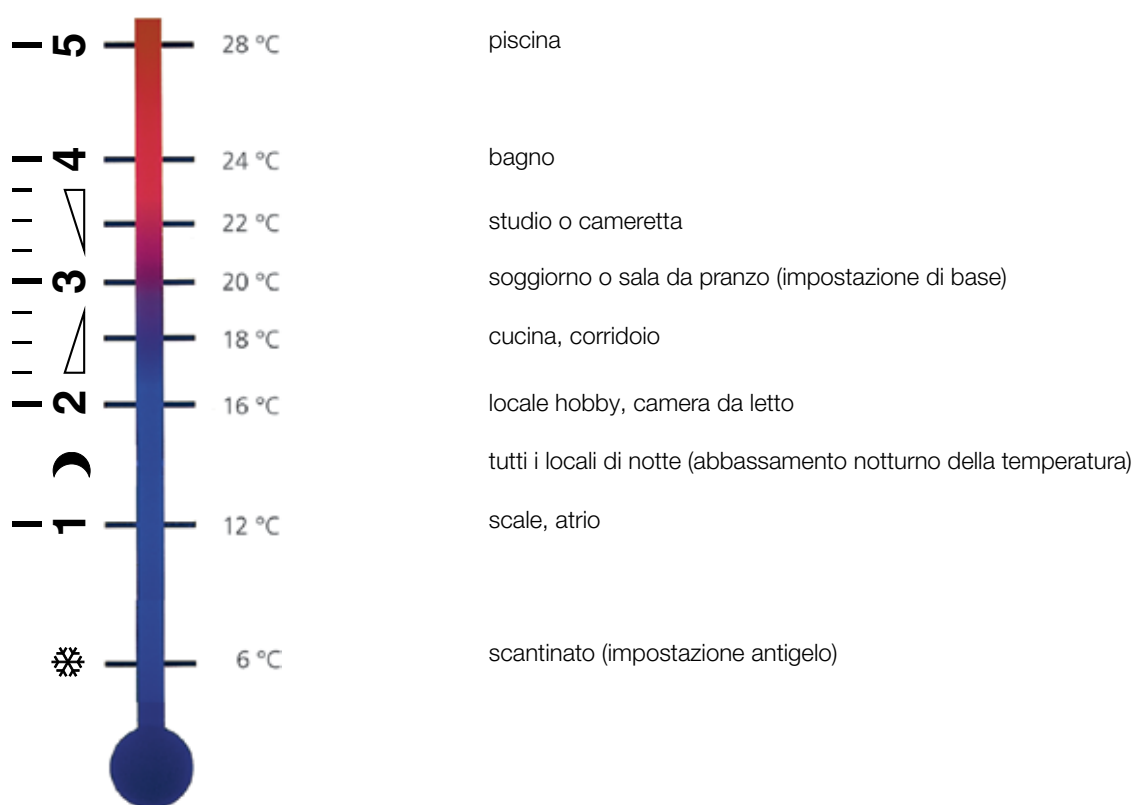 5 28 °C piscina
4 24 °C bagno
22 °C studio o cameretta
3 20 °C soggiorno o sala da pranzo (impostazione di base)
18 °C cucina, corridoio
2 16 °C locale hobby, camera da letto
tutti i locali di notte (abbassamento notturno della temperatura)
1 12 °C scale, atrio
6 °C scantinato (impostazione antigelo)